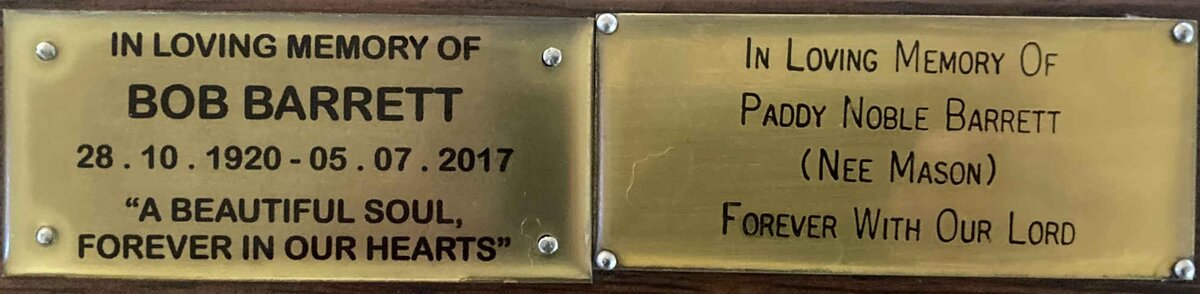 IN LOVING MEMORY OF
BOB BARRETT
28 . 10 . 1920 - 05 . 07 . 2017
“A BEAUTIFUL SOUL,
FOREVER IN OUR HEARTS”
IN LOVING MEMORY OF
PADDY NOBLE BARRETT
(NEE MASON)
FOREVER WITH OUR LORD